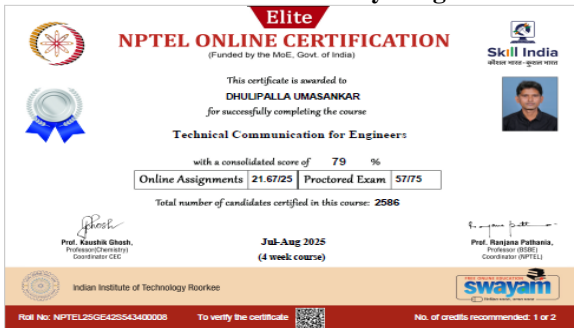 Elite
NPTEL ONLINE CERTIFICATION
(Funded by the MoE, Govt. of India)
Skill India
कौशल भारत-कुशल भारत
This certificate is awarded to
DHULIPALLA UMASANKAR
for successfully completing the course
Technical Communication for Engineers
with a consolidated score of 79 %
Online Assignments 21.67/25 Proctored Exam 57/75
Total number of candidates certified in this course: 2586
Prof. Kaushik Ghosh,
Professor(Chemistry)
Coordinator CEC
Jul-Aug 2025
(4 week course)
Prof. Ranjana Pathania,
Professor (BSBE)
Coordinator (NPTEL)
Indian Institute of Technology Roorkee
FREE ONLINE EDUCATION
swayam
Roll No: NPTEL25GE42S543400008 To verify the certificate No. of credits recommended: 1 or 2